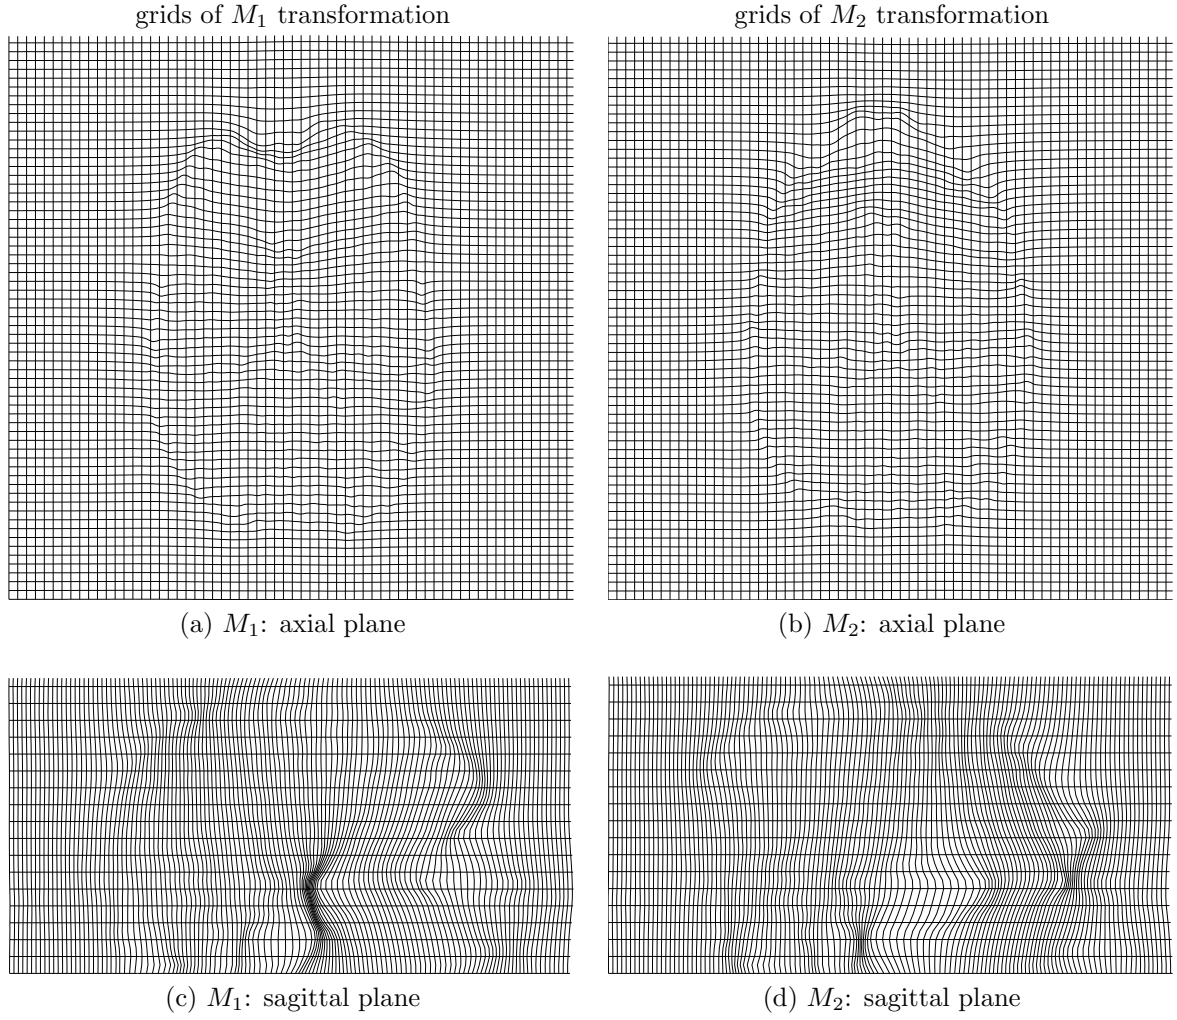 grids of M₁ transformation
grids of M₂ transformation
(a) M₁: axial plane
(b) M₂: axial plane
(c) M₁: sagittal plane
(d) M₂: sagittal plane